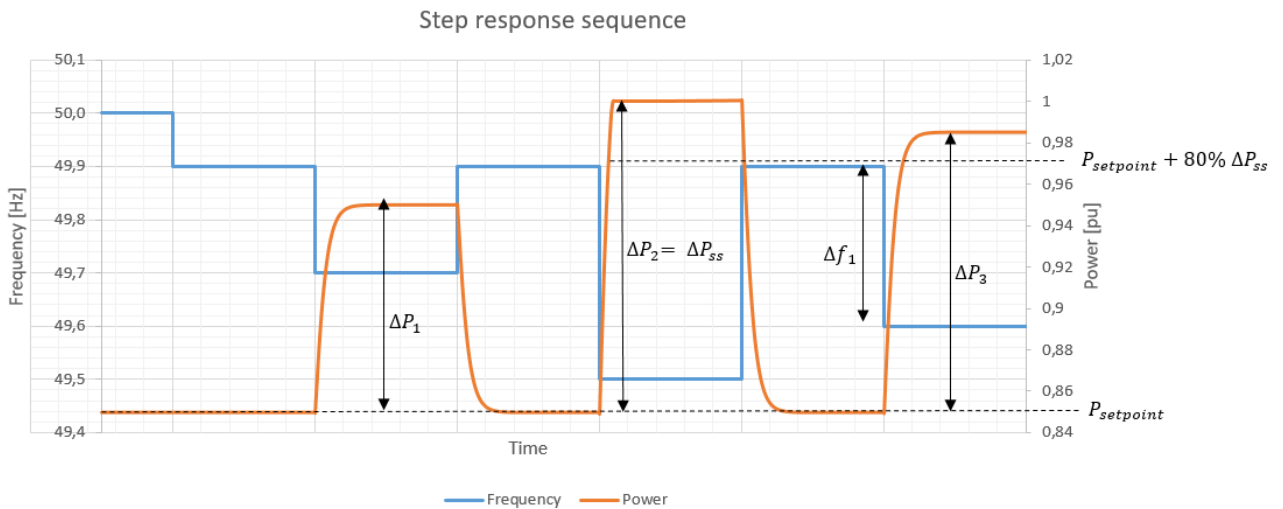 Step response sequence
50,1
50,0
49,9
49,8
49,7
49,6
49,5
49,4
Frequency [Hz]
1,02
1
0,98
0,96
0,94
0,92
0,9
0,88
0,86
0,84
Power [pu]
ΔP₁
ΔP₂ = ΔPₛₛ
Δf₁
ΔP₃
P_setpoint + 80% ΔPₛₛ
P_setpoint
Time
Frequency Power